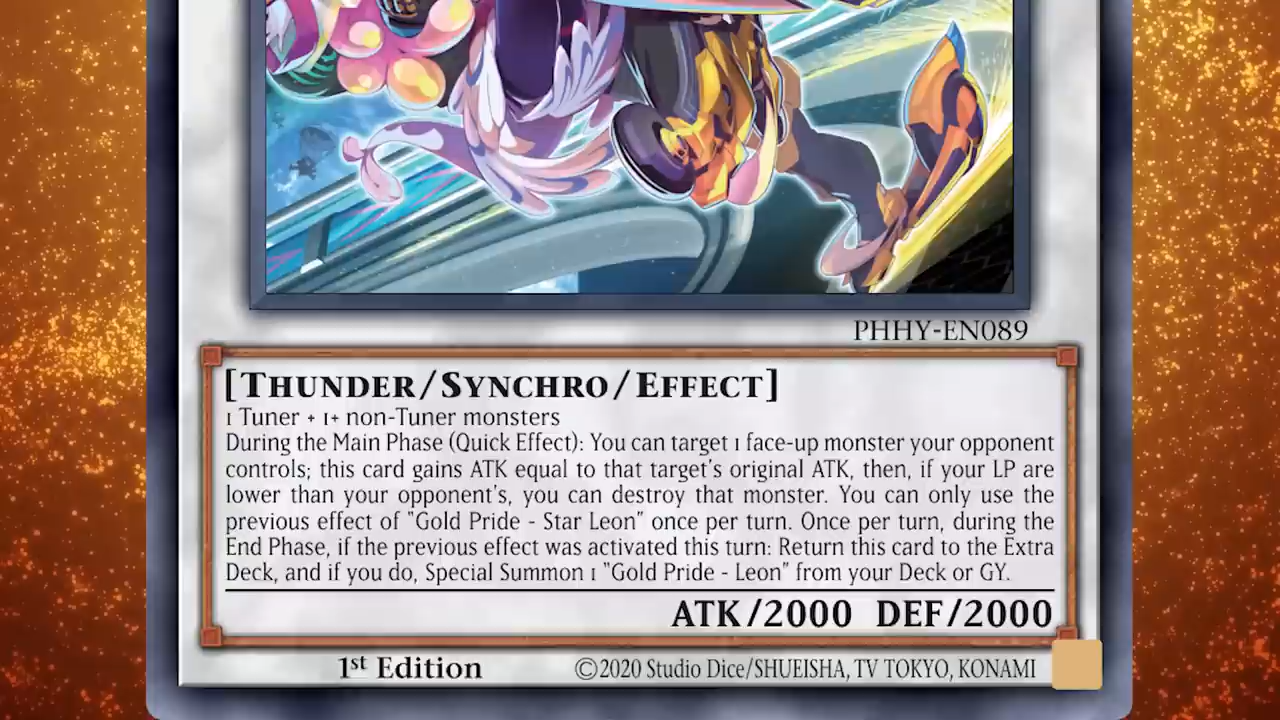 PHHY-EN089
[THUNDER/SYNCHRO/EFFECT]
1 Tuner + 1+ non-Tuner monsters
During the Main Phase (Quick Effect): You can target 1 face-up monster your opponent
controls; this card gains ATK equal to that target's original ATK, then, if your LP are
lower than your opponent's, you can destroy that monster. You can only use the
previous effect of "Gold Pride - Star Leon" once per turn. Once per turn, during the
End Phase, if the previous effect was activated this turn: Return this card to the Extra
Deck, and if you do, Special Summon 1 "Gold Pride - Leon" from your Deck or GY.
ATK/2000 DEF/2000
1st Edition
©2020 Studio Dice/SHUEISHA, TV TOKYO, KONAMI